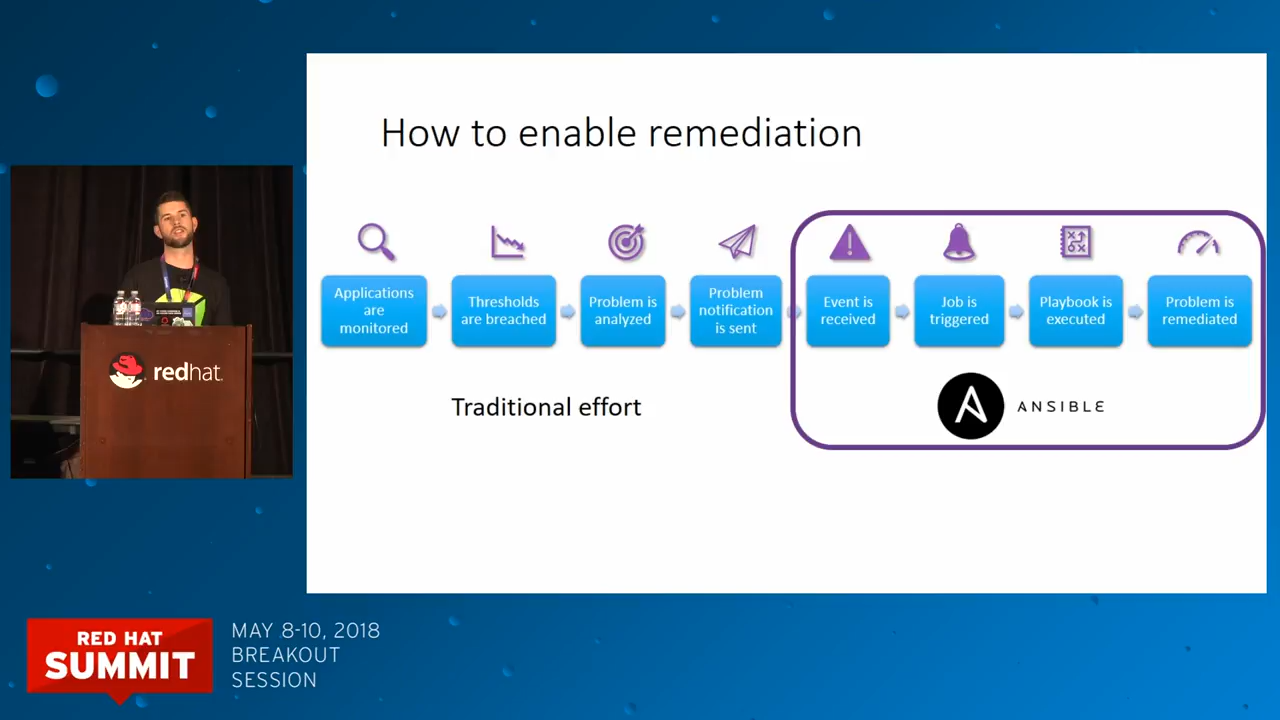 How to enable remediation
Applications
are
monitored
Thresholds
are breached
Problem is
analyzed
Problem
notification
is sent
Event is
received
Job is
triggered
Playbook is
executed
Problem is
remediated
Traditional effort
ANSIBLE
redhat.
RED HAT
SUMMIT
MAY 8-10, 2018
BREAKOUT
SESSION